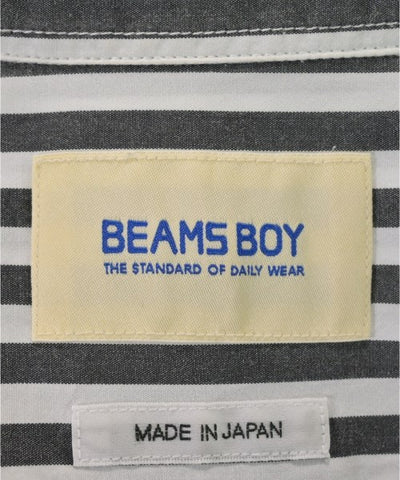 BEAMS BOY
THE STANDARD OF DAILY WEAR
MADE IN JAPAN